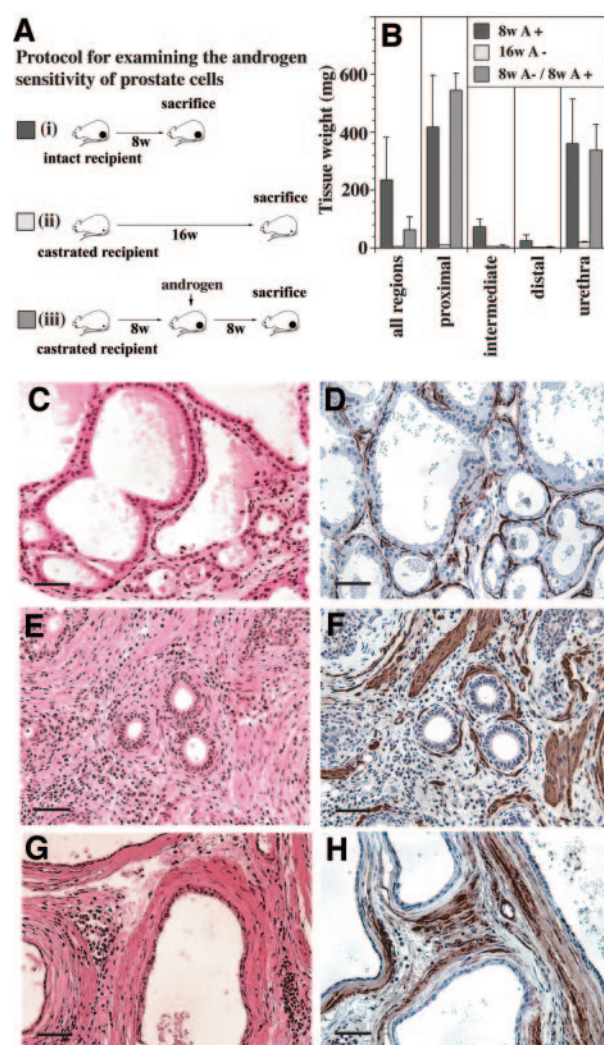 A
Protocol for examining the androgen
sensitivity of prostate cells
sacrifice
(i)
8w
intact recipient
sacrifice
(ii)
16w
castrated recipient
androgen
sacrifice
(iii)
8w
8w
castrated recipient
B
8w A +
16w A -
8w A- / 8w A +
Tissue weight (mg)
600
400
200
0
all regions
proximal
intermediate
distal
urethra
C
D
E
F
G
H